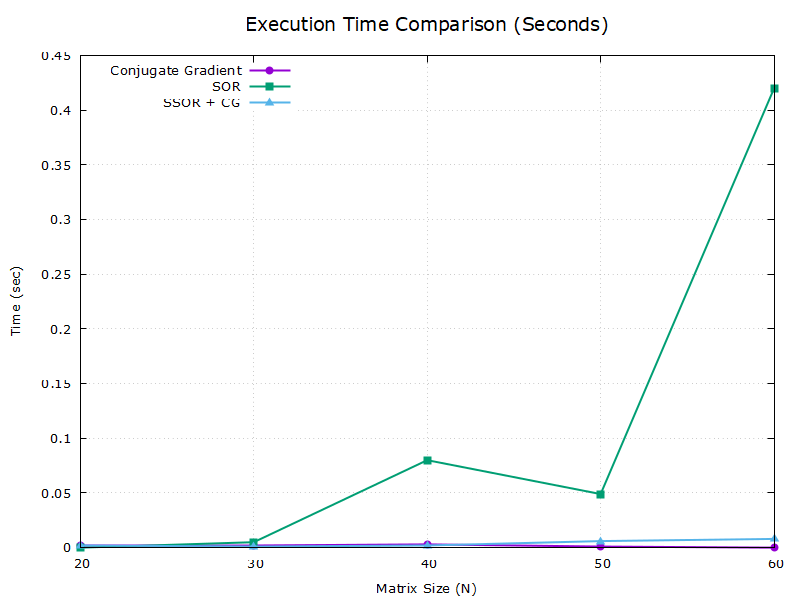 Execution Time Comparison (Seconds)
Conjugate Gradient
SOR
SSOR + CG
0.45
0.4
0.35
0.3
0.25
0.2
0.15
0.1
0.05
0
Time (sec)
20 30 40 50 60
Matrix Size (N)